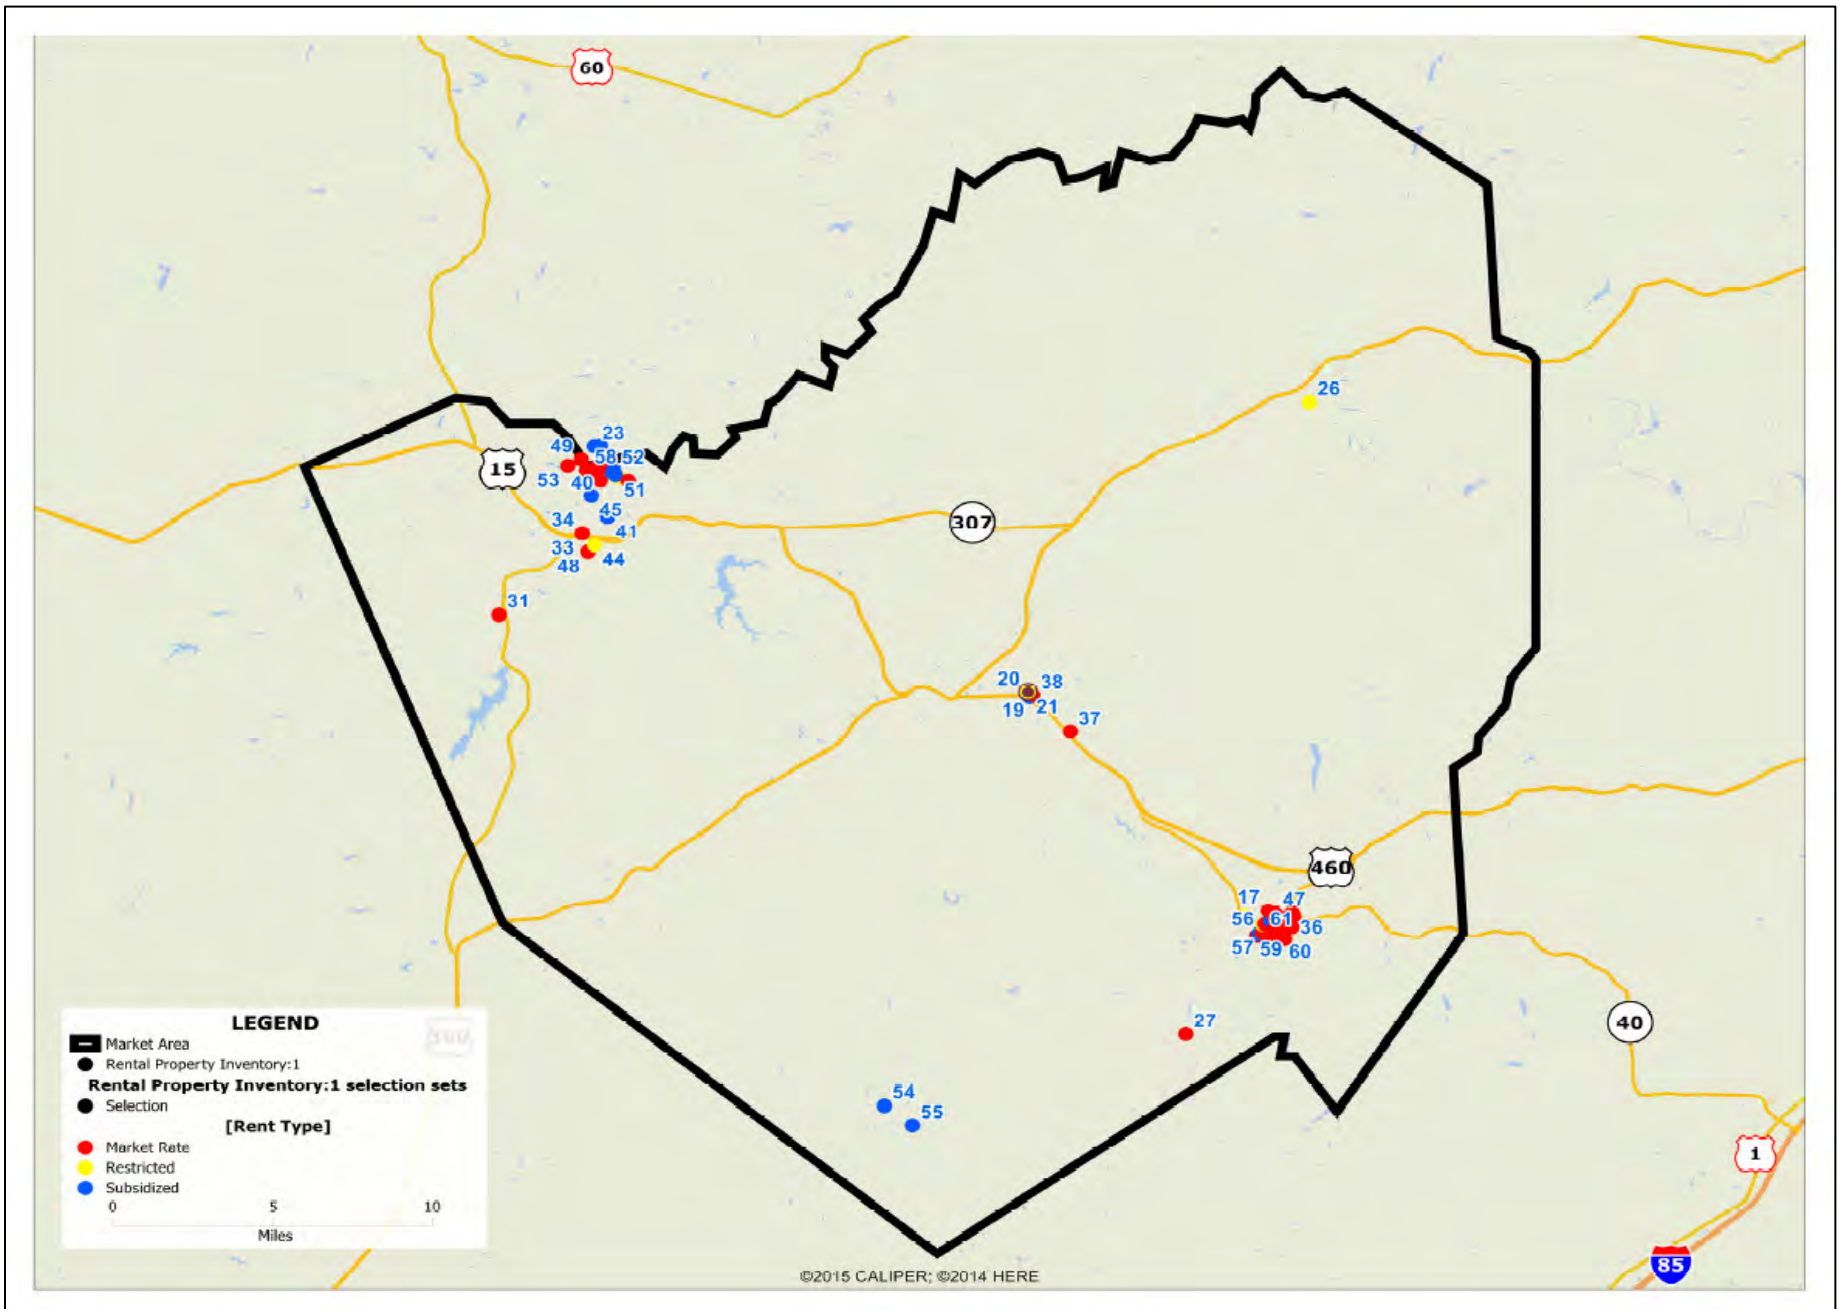 60
26
23
49
58 52
15
53 40
51
45
34
307
41
33
44
48
31
20 38
19 21
37
460
17 47
56 61
36
57 59 60
27
40
LEGEND
Market Area
Rental Property Inventory:1
Rental Property Inventory:1 selection sets
Selection
54
[Rent Type]
55
Market Rate
1
Restricted
Subsidized
0 5 10
Miles
85
©2015 CALIPER; ©2014 HERE